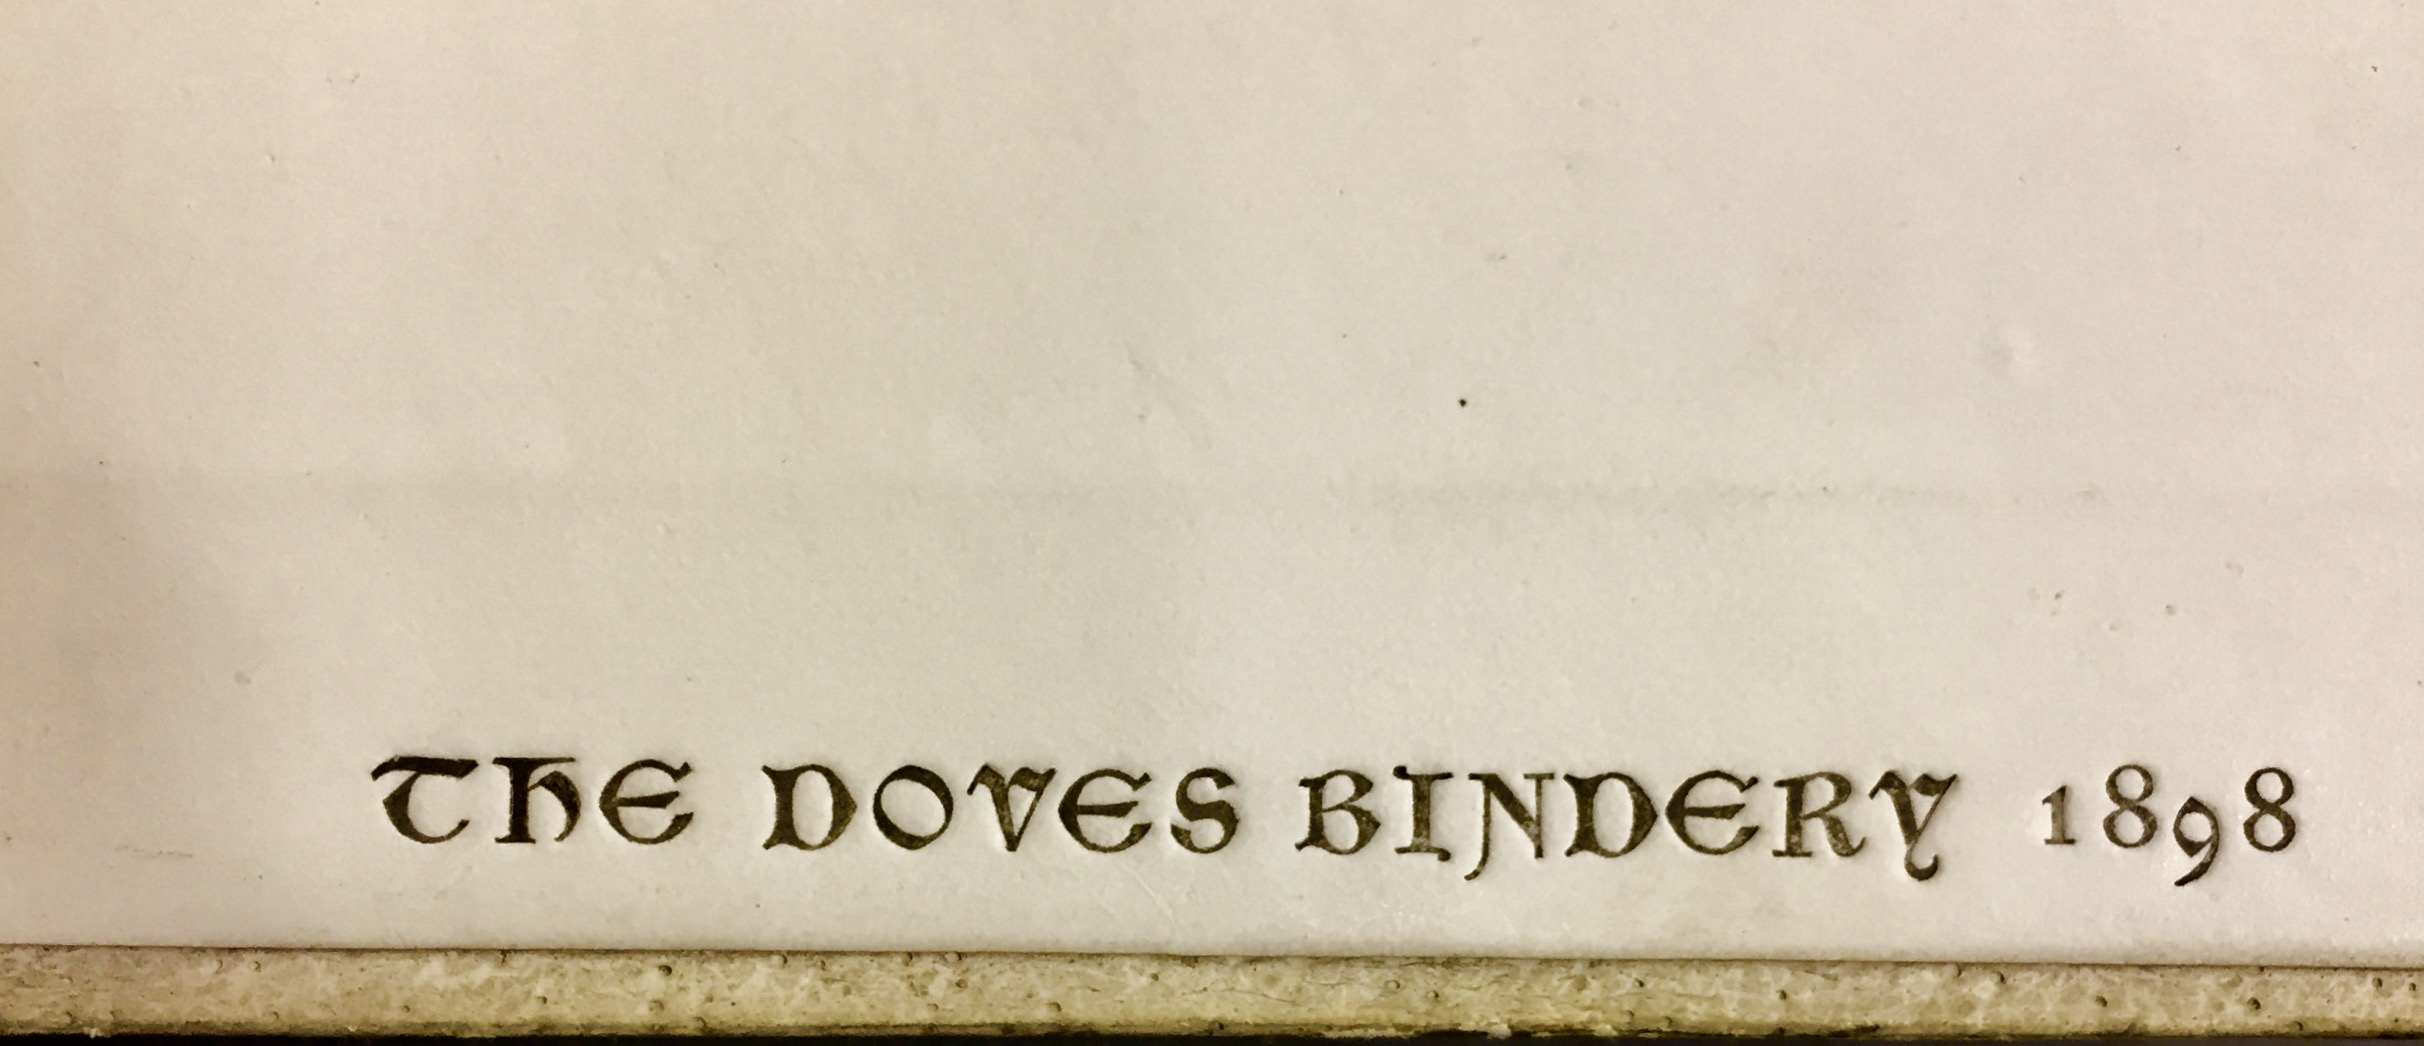 THE DOVES BINDERY 1898